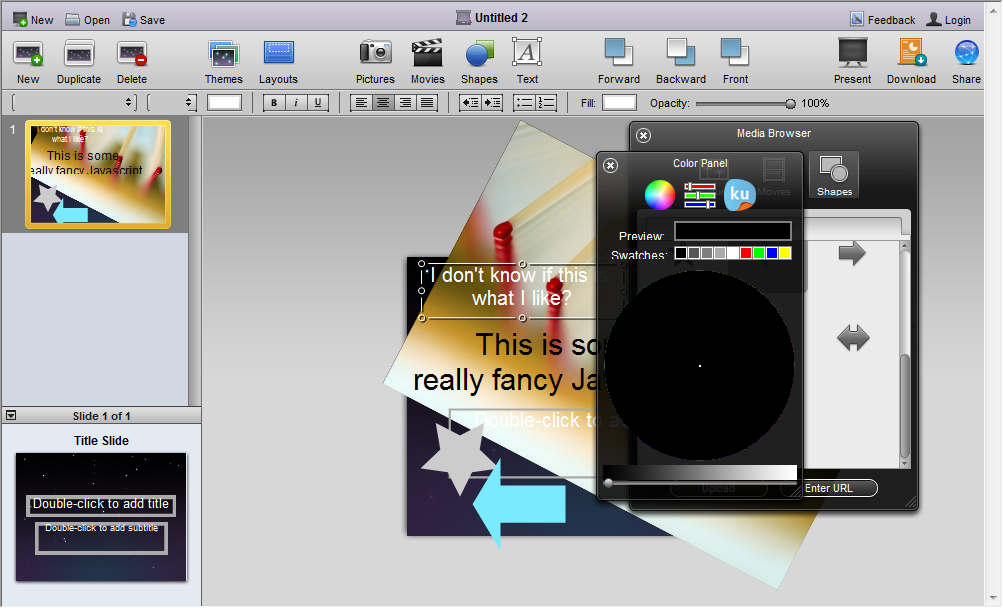 New Open Save Untitled 2 Feedback Login
New Duplicate Delete Themes Layouts Pictures Movies Shapes Text Forward Backward Front Present Download Share
B i U Fill: Opacity: 100%
1
I don't know if this is
what I like?
This is some
really fancy Javascript
Slide 1 of 1
Title Slide
Double-click to add title
Double-click to add subtitle
I don't know if this is
what I like?
This is so
really fancy Ja
Double-click to a
Media Browser
Movies Shapes
Color Panel
ku
Preview:
Swatches:
Upload Enter URL